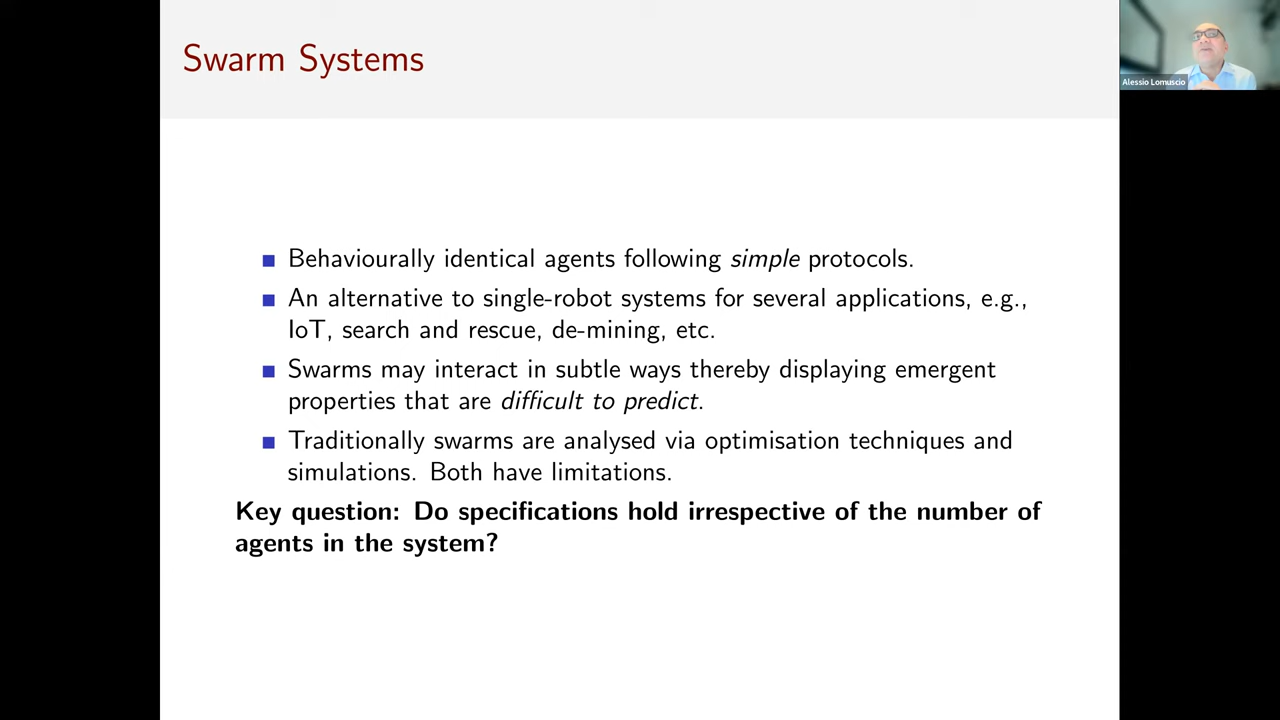 Swarm Systems
Alessio Lomuscio
Behaviourally identical agents following simple protocols.
An alternative to single-robot systems for several applications, e.g.,
IoT, search and rescue, de-mining, etc.
Swarms may interact in subtle ways thereby displaying emergent
properties that are difficult to predict.
Traditionally swarms are analysed via optimisation techniques and
simulations. Both have limitations.
Key question: Do specifications hold irrespective of the number of
agents in the system?